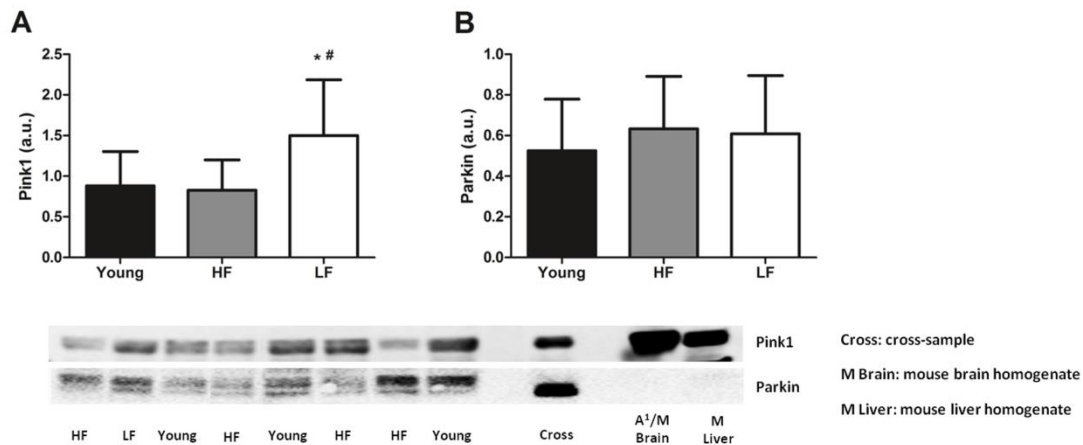 A
Pink1 (a.u.)
2.5
2.0
1.5
1.0
0.5
0.0
* #
Young HF LF
B
Parkin (a.u.)
1.0
0.8
0.6
0.4
0.2
0.0
Young HF LF
Pink1
Parkin
HF LF Young HF Young HF HF Young Cross A¹/M Brain M Liver
Cross: cross-sample
M Brain: mouse brain homogenate
M Liver: mouse liver homogenate